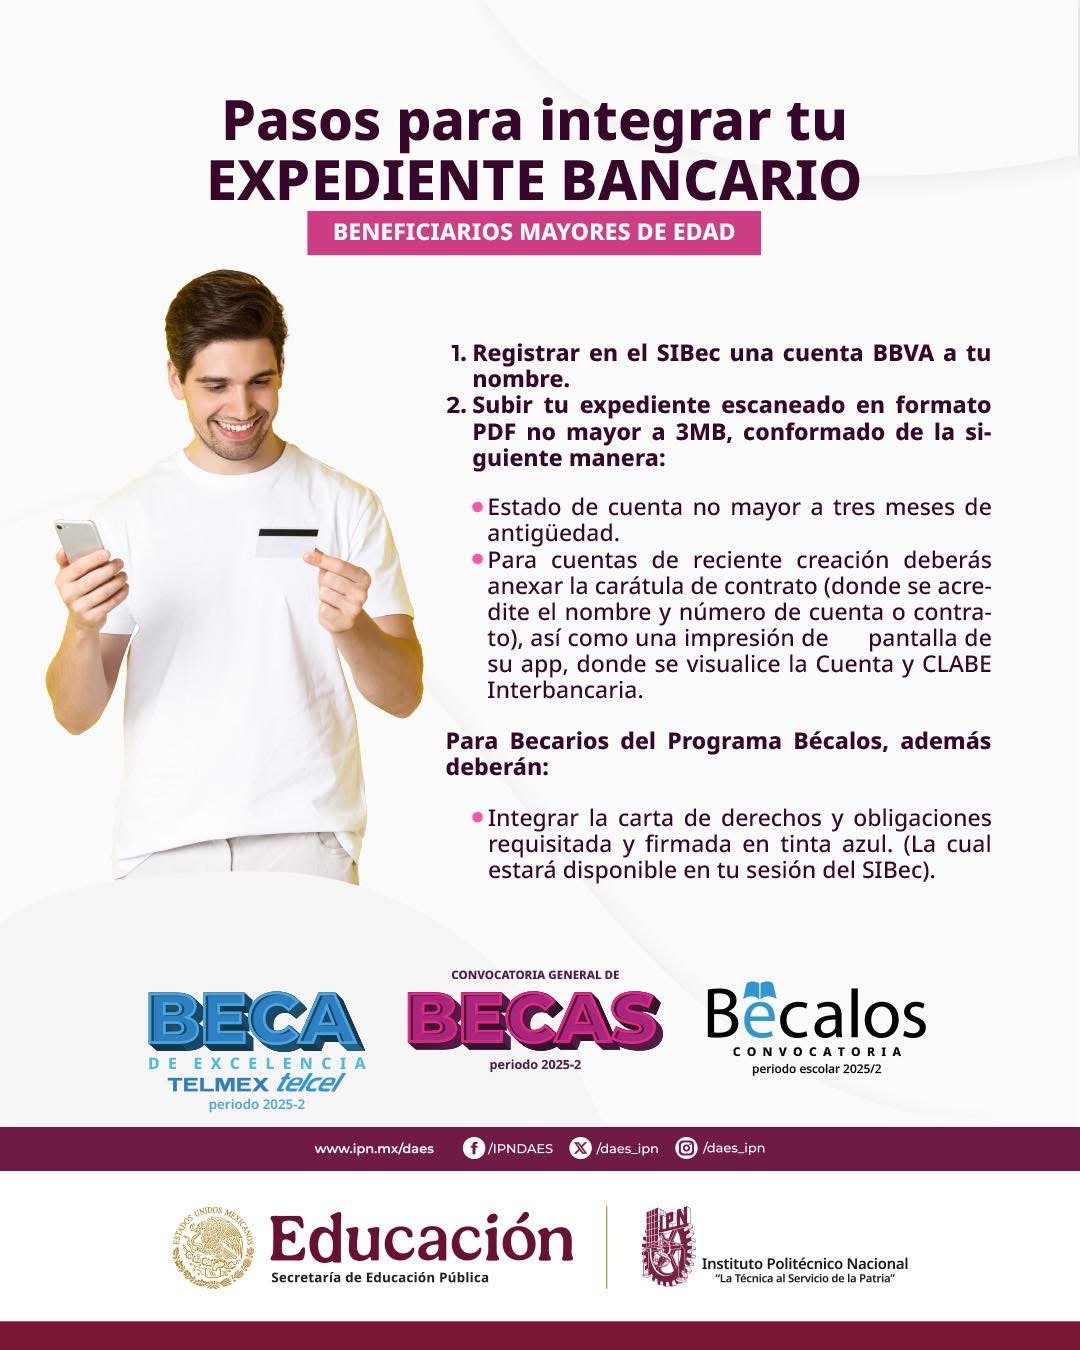 Pasos para integrar tu
EXPEDIENTE BANCARIO
BENEFICIARIOS MAYORES DE EDAD
1. Registrar en el SIBec una cuenta BBVA a tu
nombre.
2. Subir tu expediente escaneado en formato
PDF no mayor a 3MB, conformado de la si-
guiente manera:
Estado de cuenta no mayor a tres meses de
antigüedad.
Para cuentas de reciente creación deberás
anexar la carátula de contrato (donde se acre-
dite el nombre y número de cuenta o contra-
to), así como una impresión de pantalla de
su app, donde se visualice la Cuenta y CLABE
Interbancaria.
Para Becarios del Programa Bécalos, además
deberán:
Integrar la carta de derechos y obligaciones
requisitada y firmada en tinta azul. (La cual
estará disponible en tu sesión del SIBec).
BECA
DE EXCELENCIA
TELMEX telcel
periodo 2025-2
CONVOCATORIA GENERAL DE
BECAS
periodo 2025-2
Bécalos
CONVOCATORIA
periodo escolar 2025/2
www.ipn.mx/daes /IPNDAES /daes_ipn /daes_ipn
ESTADOS UNIDOS MEXICANOS
Educación
Secretaría de Educación Pública
IPN
Instituto Politécnico Nacional
"La Técnica al Servicio de la Patria"